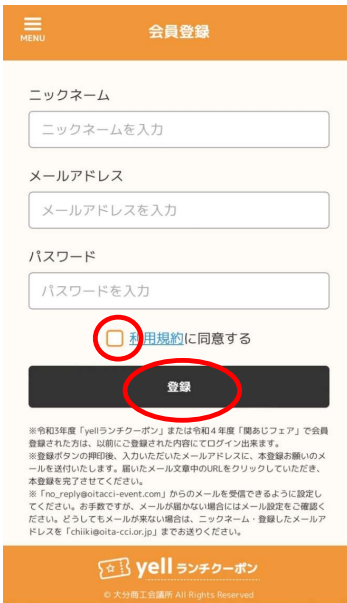 MENU
会員登録
ニックネーム
ニックネームを入力
メールアドレス
メールアドレスを入力
パスワード
パスワードを入力
利用規約に同意する
登録
※令和3年度「yellランチクーポン」または令和4年度「関あじフェア」で会員
登録された方は、以前にご登録された内容にてログイン出来ます。
※登録ボタンの押印後、入力いただいたメールアドレスに、本登録お願いのメ
ールを送付いたします。届いたメール文章中のURLをクリックしていただき、
本登録を完了させてください。
※「no_reply@oitacci-event.com」からのメールを受信できるように設定し
てください。お手数ですが、メールが届かない場合にはメール設定をご確認く
ださい。どうしてもメールが来ない場合は、ニックネーム・登録したメールア
ドレスを「chiiki@oita-cci.or.jp」までお送りください。
yell ランチクーポン
© 大分商工会議所 All Rights Reserved